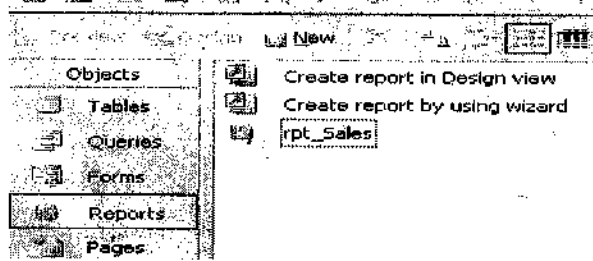 New
Objects
Create report in Design view
Tables
Create report by using wizard
Queries
rpt_Sales
Forms
Reports
Pages